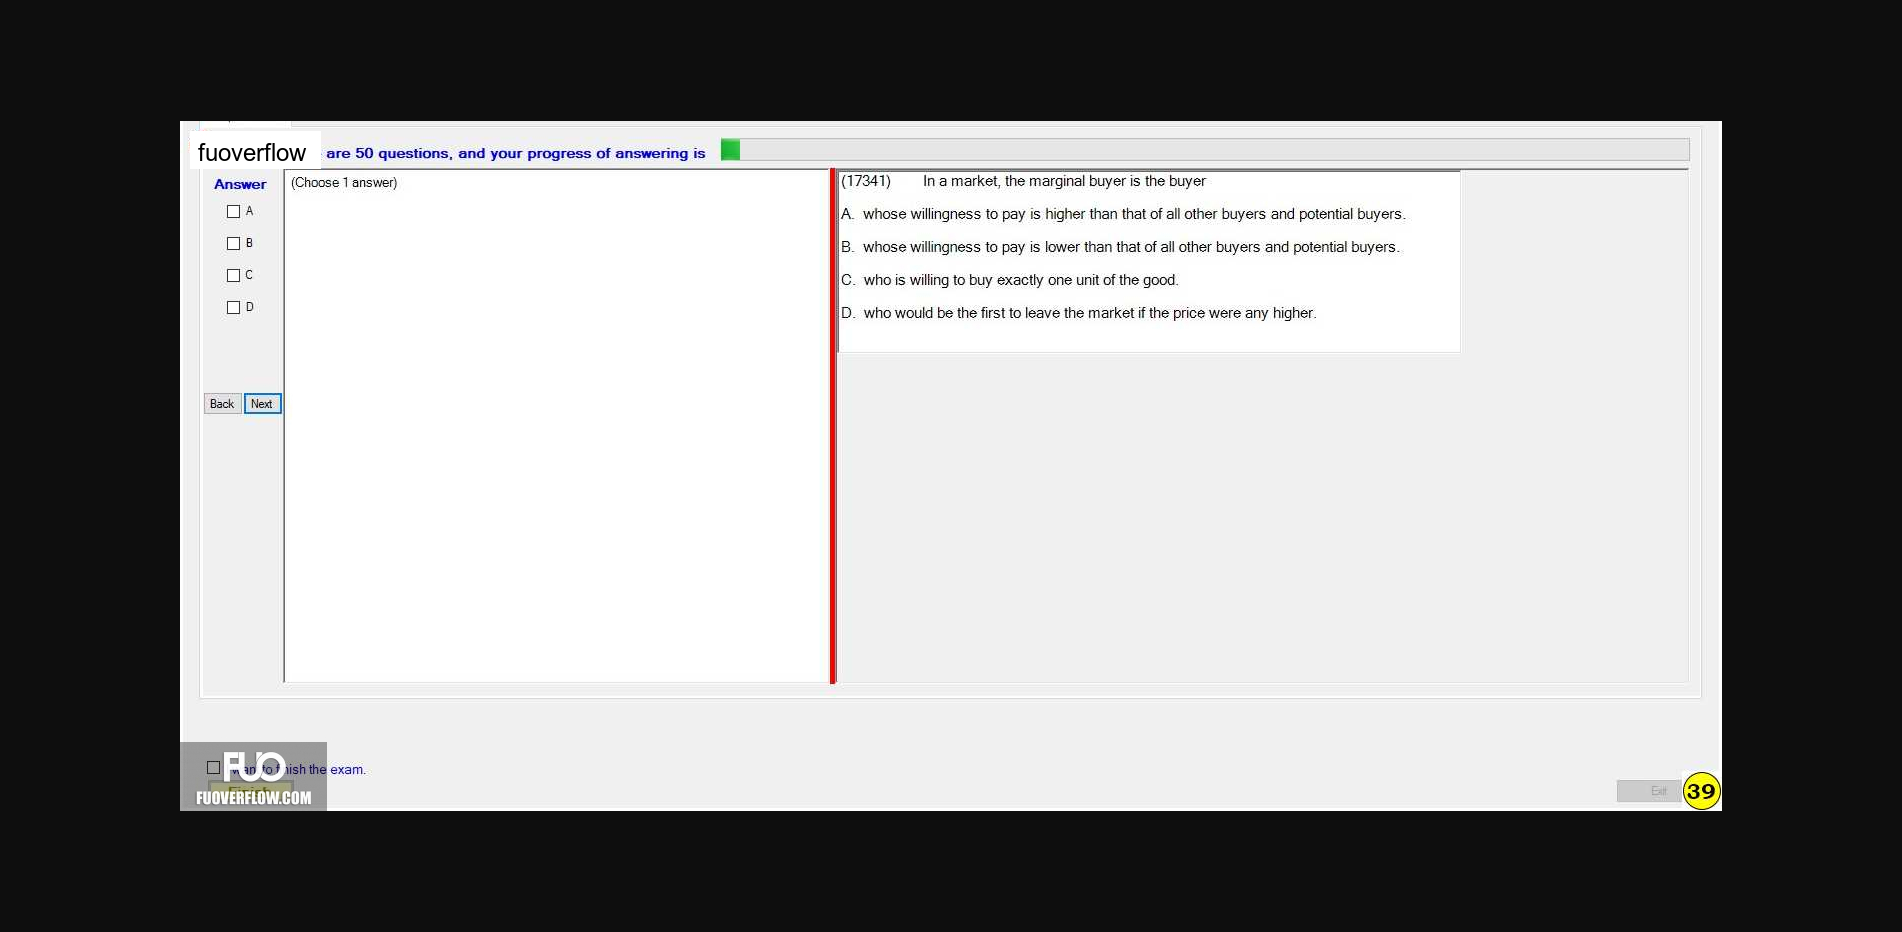 fuoverflow are 50 questions, and your progress of answering is
Answer
A
B
C
D
Back Next
(Choose 1 answer)
(17341) In a market, the marginal buyer is the buyer
A. whose willingness to pay is higher than that of all other buyers and potential buyers.
B. whose willingness to pay is lower than that of all other buyers and potential buyers.
C. who is willing to buy exactly one unit of the good.
D. who would be the first to leave the market if the price were any higher.
FUO
want to finish the exam.
Finish
FUOVERFLOW.COM
Exit
39